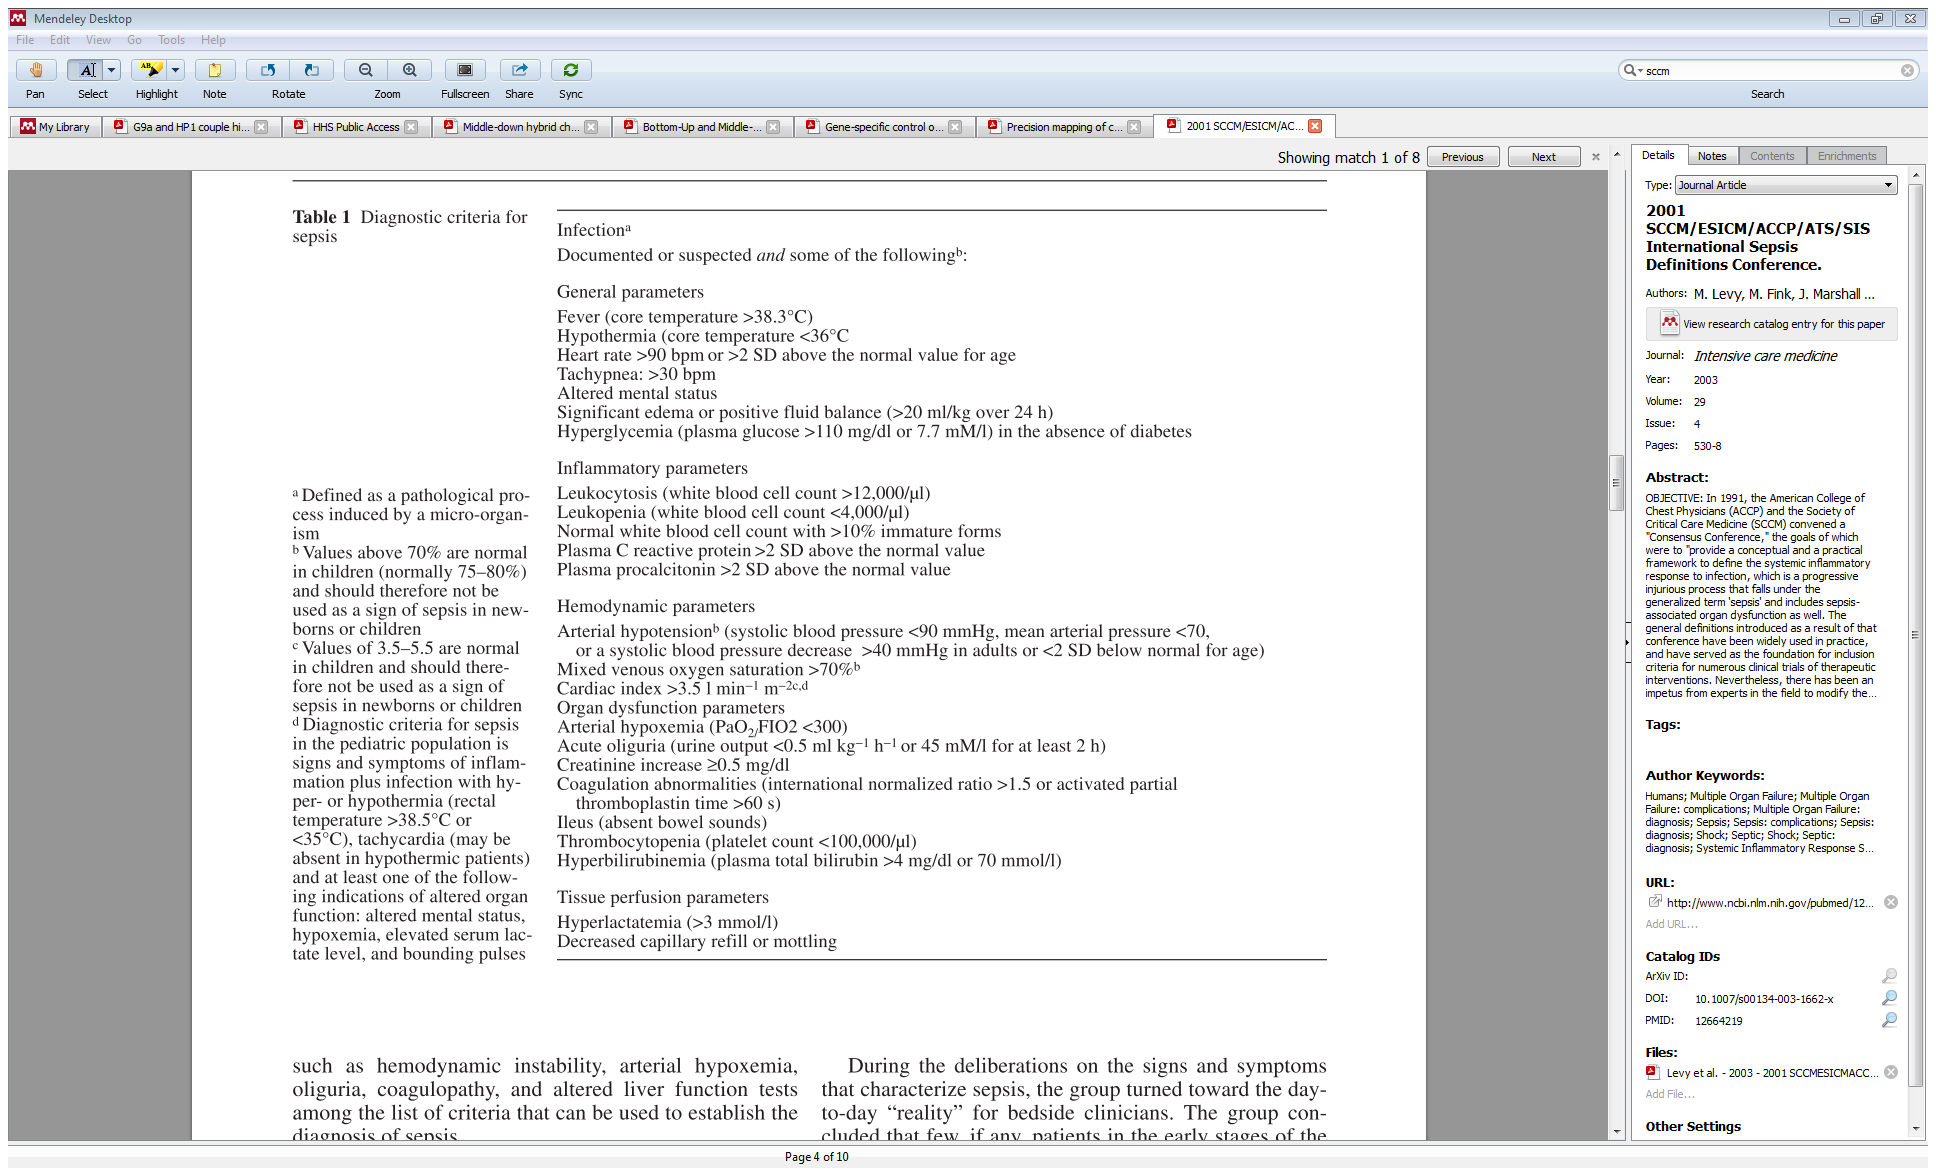 Mendeley Desktop
File Edit View Go Tools Help
Pan Select Highlight Note Rotate Zoom Fullscreen Share Sync
sccm
Search
My Library
G9a and HP1 couple hi...
HHS Public Access
Middle-down hybrid ch...
Bottom-Up and Middle-...
Gene-specific control o...
Precision mapping of c...
2001 SCCM/ESICM/AC...
Showing match 1 of 8 Previous Next
Table 1 Diagnostic criteria for
sepsis
Infectionᵃ
Documented or suspected and some of the followingᵇ:
General parameters
Fever (core temperature >38.3°C)
Hypothermia (core temperature <36°C
Heart rate >90 bpm or >2 SD above the normal value for age
Tachypnea: >30 bpm
Altered mental status
Significant edema or positive fluid balance (>20 ml/kg over 24 h)
Hyperglycemia (plasma glucose >110 mg/dl or 7.7 mM/l) in the absence of diabetes
Inflammatory parameters
Leukocytosis (white blood cell count >12,000/µl)
Leukopenia (white blood cell count <4,000/µl)
Normal white blood cell count with >10% immature forms
Plasma C reactive protein >2 SD above the normal value
Plasma procalcitonin >2 SD above the normal value
Hemodynamic parameters
Arterial hypotensionᵇ (systolic blood pressure <90 mmHg, mean arterial pressure <70,
or a systolic blood pressure decrease >40 mmHg in adults or <2 SD below normal for age)
Mixed venous oxygen saturation >70%ᵇ
Cardiac index >3.5 l min⁻¹ m⁻²ᶜ,ᵈ
Organ dysfunction parameters
Arterial hypoxemia (PaO₂/FIO2 <300)
Acute oliguria (urine output <0.5 ml kg⁻¹ h⁻¹ or 45 mM/l for at least 2 h)
Creatinine increase ≥0.5 mg/dl
Coagulation abnormalities (international normalized ratio >1.5 or activated partial
thromboplastin time >60 s)
Ileus (absent bowel sounds)
Thrombocytopenia (platelet count <100,000/µl)
Hyperbilirubinemia (plasma total bilirubin >4 mg/dl or 70 mmol/l)
Tissue perfusion parameters
Hyperlactatemia (>3 mmol/l)
Decreased capillary refill or mottling
ᵃ Defined as a pathological pro-
cess induced by a micro-organ-
ism
ᵇ Values above 70% are normal
in children (normally 75–80%)
and should therefore not be
used as a sign of sepsis in new-
borns or children
ᶜ Values of 3.5–5.5 are normal
in children and should there-
fore not be used as a sign of
sepsis in newborns or children
ᵈ Diagnostic criteria for sepsis
in the pediatric population is
signs and symptoms of inflam-
mation plus infection with hy-
per- or hypothermia (rectal
temperature >38.5°C or
<35°C), tachycardia (may be
absent in hypothermic patients)
and at least one of the follow-
ing indications of altered organ
function: altered mental status,
hypoxemia, elevated serum lac-
tate level, and bounding pulses
such as hemodynamic instability, arterial hypoxemia,
oliguria, coagulopathy, and altered liver function tests
among the list of criteria that can be used to establish the
diagnosis of sepsis
During the deliberations on the signs and symptoms
that characterize sepsis, the group turned toward the day-
to-day “reality” for bedside clinicians. The group con-
cluded that few, if any, patients in the early stages of the
Page 4 of 10
Details Notes Contents Enrichments
Type: Journal Article
2001
SCCM/ESICM/ACCP/ATS/SIS
International Sepsis
Definitions Conference.
Authors: M. Levy, M. Fink, J. Marshall ...
View research catalog entry for this paper
Journal: Intensive care medicine
Year: 2003
Volume: 29
Issue: 4
Pages: 530-8
Abstract:
OBJECTIVE: In 1991, the American College of
Chest Physicians (ACCP) and the Society of
Critical Care Medicine (SCCM) convened a
"Consensus Conference," the goals of which
were to "provide a conceptual and a practical
framework to define the systemic inflammatory
response to infection, which is a progressive
injurious process that falls under the
generalized term 'sepsis' and includes sepsis-
associated organ dysfunction as well. The
general definitions introduced as a result of that
conference have been widely used in practice,
and have served as the foundation for inclusion
criteria for numerous clinical trials of therapeutic
interventions. Nevertheless, there has been an
impetus from experts in the field to modify the...
Tags:
Author Keywords:
Humans; Multiple Organ Failure; Multiple Organ
Failure: complications; Multiple Organ Failure:
diagnosis; Sepsis; Sepsis: complications; Sepsis:
diagnosis; Shock; Septic; Shock; Septic:
diagnosis; Systemic Inflammatory Response S...
URL:
http://www.ncbi.nlm.nih.gov/pubmed/12...
Add URL...
Catalog IDs
ArXiv ID:
DOI: 10.1007/s00134-003-1662-x
PMID: 12664219
Files:
Levy et al. - 2003 - 2001 SCCMESICMACC...
Add File...
Other Settings